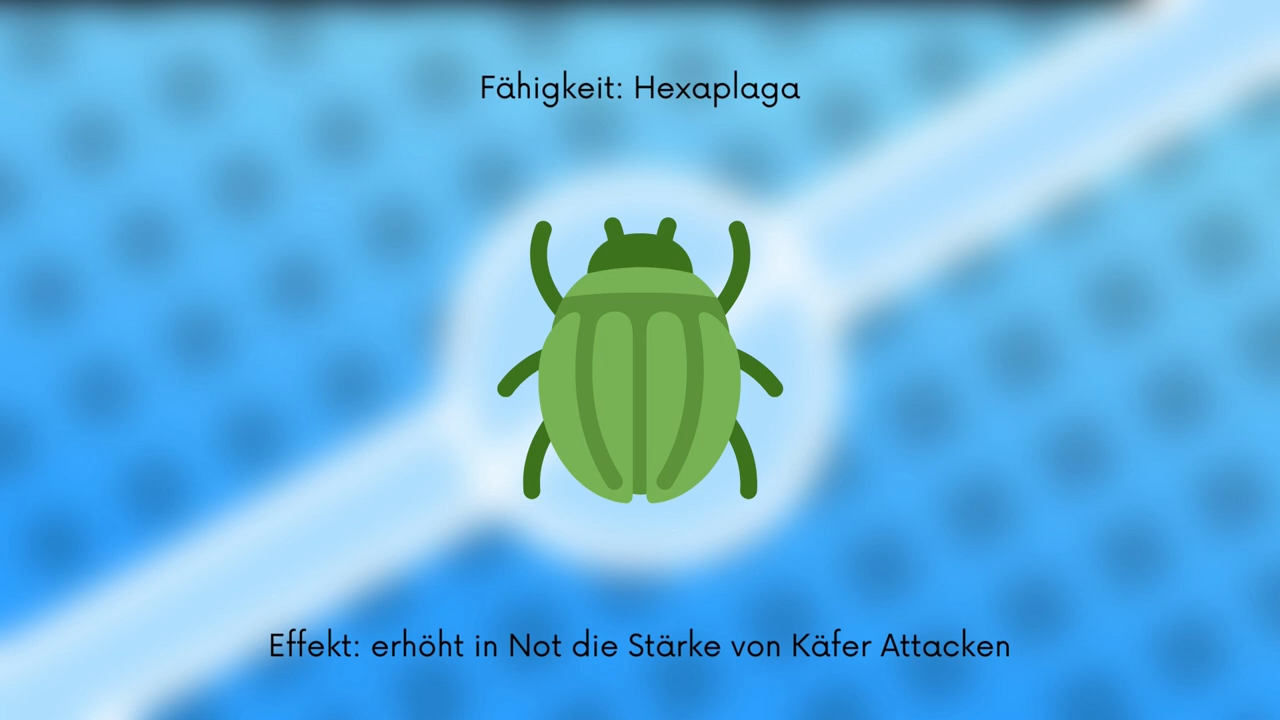 Fähigkeit: Hexaplaga
Effekt: erhöht in Not die Stärke von Käfer Attacken